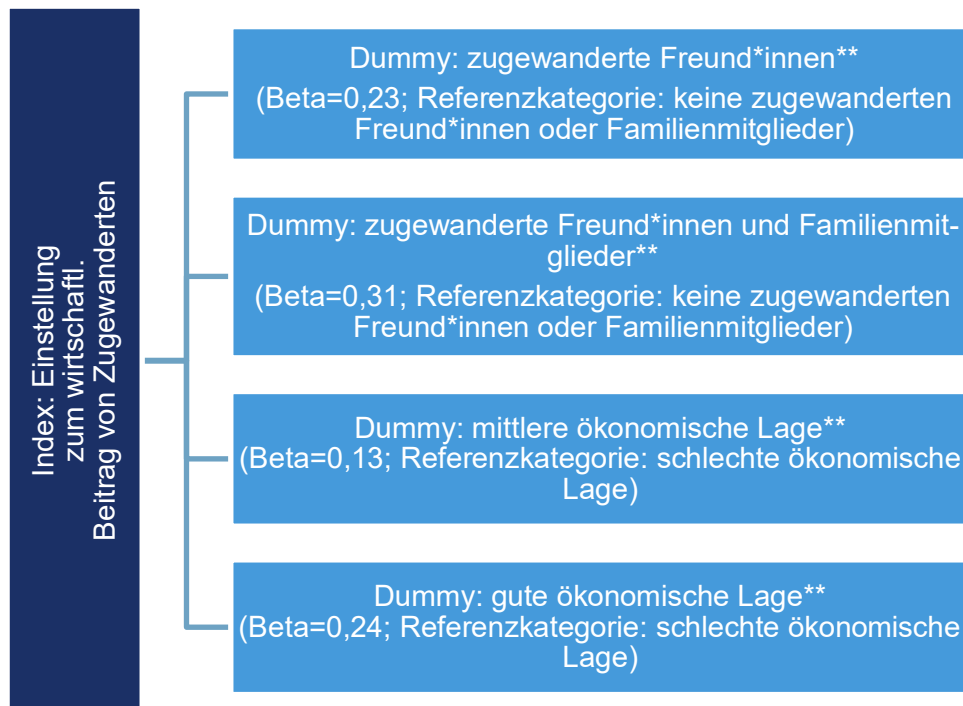 Index: Einstellung
zum wirtschaftl.
Beitrag von Zugewanderten
Dummy: zugewanderte Freund*innen**
(Beta=0,23; Referenzkategorie: keine zugewanderten
Freund*innen oder Familienmitglieder)
Dummy: zugewanderte Freund*innen und Familienmit-
glieder**
(Beta=0,31; Referenzkategorie: keine zugewanderten
Freund*innen oder Familienmitglieder)
Dummy: mittlere ökonomische Lage**
(Beta=0,13; Referenzkategorie: schlechte ökonomische
Lage)
Dummy: gute ökonomische Lage**
(Beta=0,24; Referenzkategorie: schlechte ökonomische
Lage)